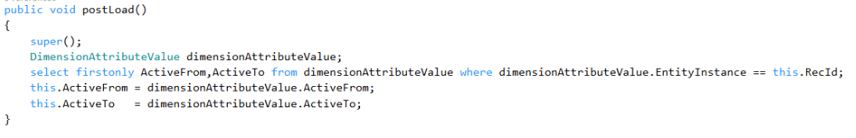 public void postLoad()
{
    super();
    DimensionAttributeValue dimensionAttributeValue;
    select firstonly ActiveFrom,ActiveTo from dimensionAttributeValue where dimensionAttributeValue.EntityInstance == this.RecId;
    this.ActiveFrom = dimensionAttributeValue.ActiveFrom;
    this.ActiveTo   = dimensionAttributeValue.ActiveTo;
}